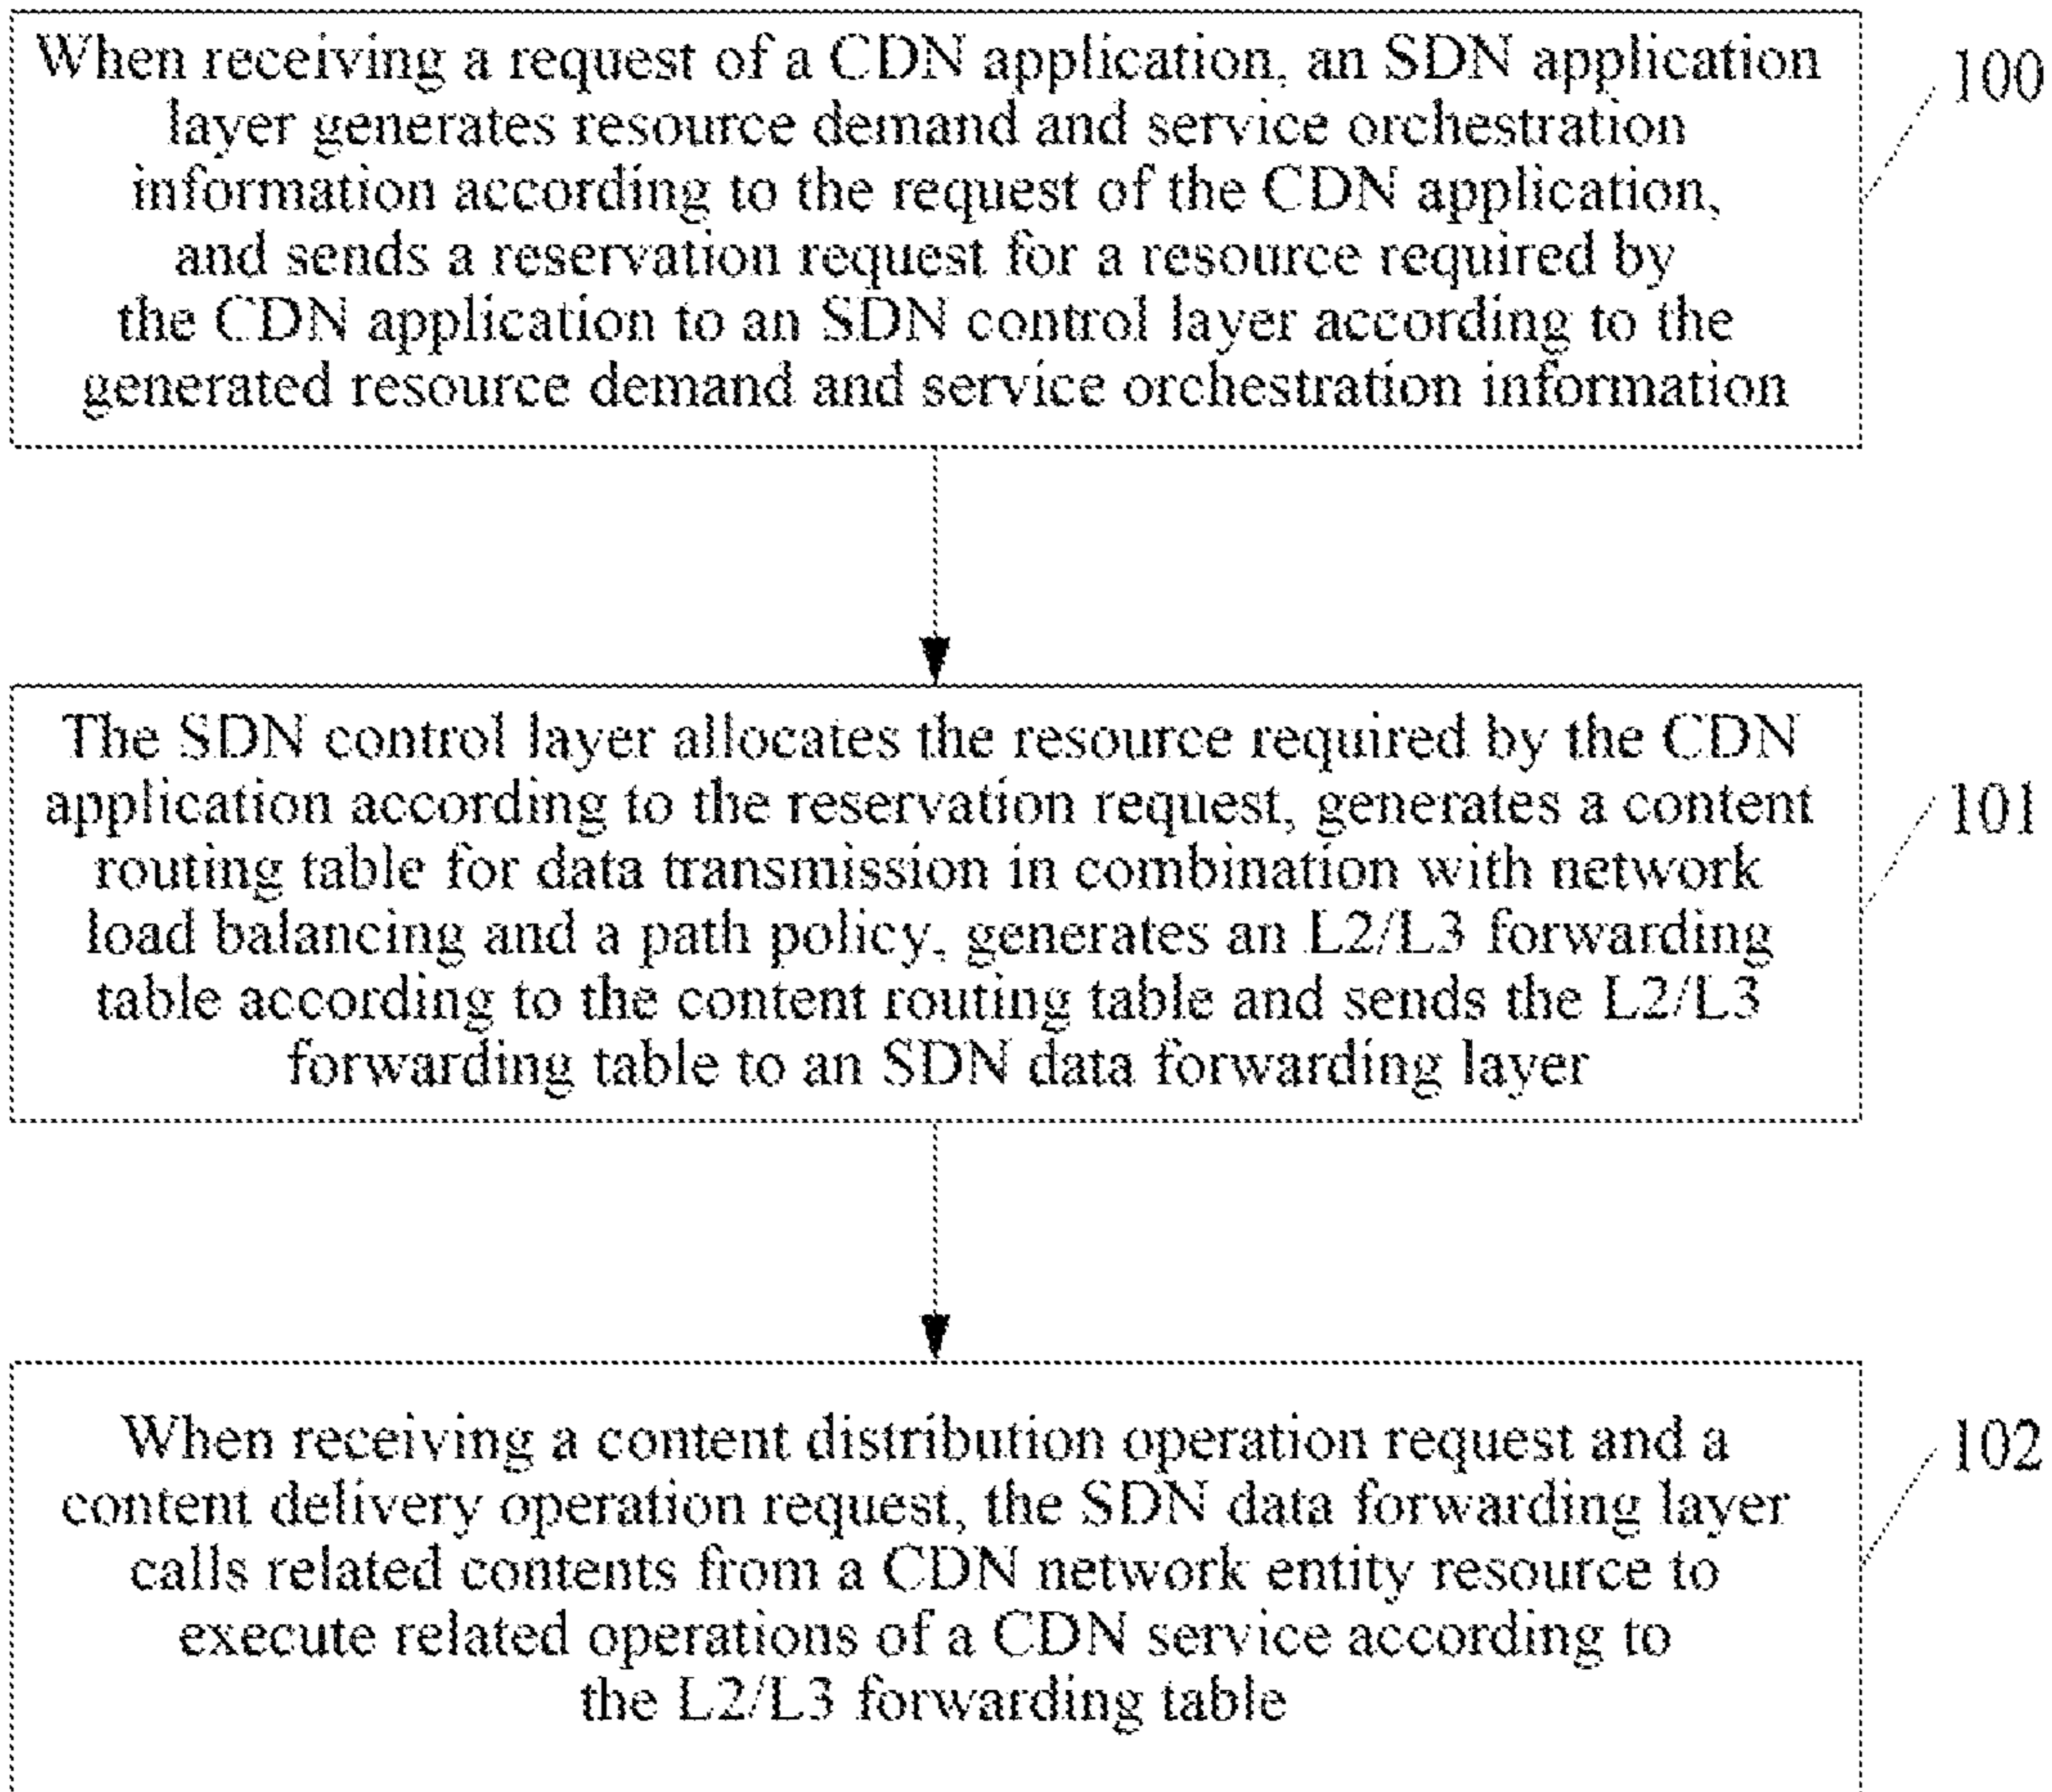 When receiving a request of a CDN application, an SDN application
layer generates resource demand and service orchestration
information according to the request of the CDN application,
and sends a reservation request for a resource required by
the CDN application to an SDN control layer according to the
generated resource demand and service orchestration information
100
The SDN control layer allocates the resource required by the CDN
application according to the reservation request, generates a content
routing table for data transmission in combination with network
load balancing and a path policy, generates an L2/L3 forwarding
table according to the content routing table and sends the L2/L3
forwarding table to an SDN data forwarding layer
101
When receiving a content distribution operation request and a
content delivery operation request, the SDN data forwarding layer
calls related contents from a CDN network entity resource to
execute related operations of a CDN service according to
the L2/L3 forwarding table
102